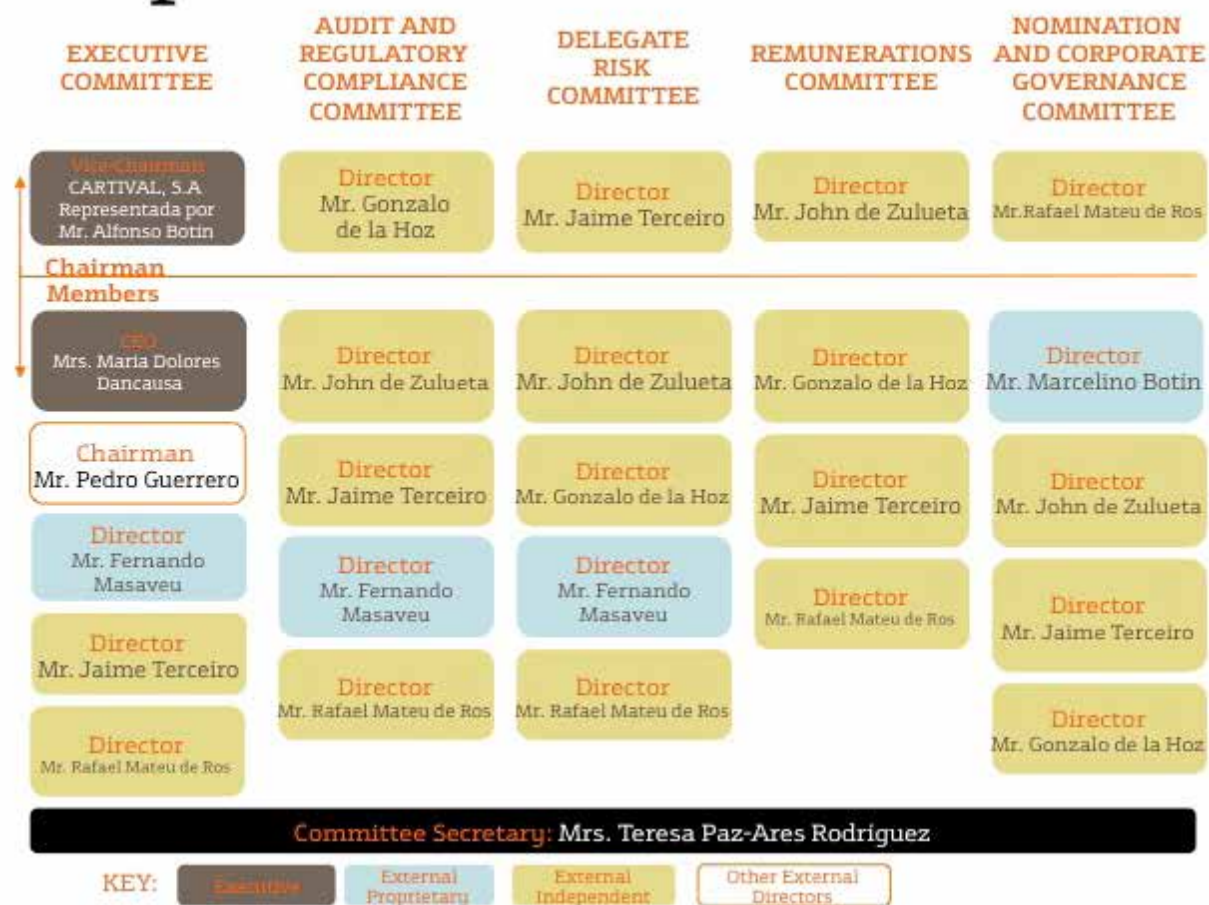 EXECUTIVE
COMMITTEE
AUDIT AND
REGULATORY
COMPLIANCE
COMMITTEE
DELEGATE
RISK
COMMITTEE
REMUNERATIONS
COMMITTEE
NOMINATION
AND CORPORATE
GOVERNANCE
COMMITTEE
Vice-Chairman
CARTIVAL, S.A
Representada por
Mr. Alfonso Botin
Director
Mr. Gonzalo
de la Hoz
Director
Mr. Jaime Terceiro
Director
Mr. John de Zulueta
Director
Mr.Rafael Mateu de Ros
Chairman
Members
CEO
Mrs. Maria Dolores
Dancausa
Director
Mr. John de Zulueta
Director
Mr. John de Zulueta
Director
Mr. Gonzalo de la Hoz
Director
Mr. Marcelino Botin
Chairman
Mr. Pedro Guerrero
Director
Mr. Jaime Terceiro
Director
Mr. Gonzalo de la Hoz
Director
Mr. Jaime Terceiro
Director
Mr. John de Zulueta
Director
Mr. Fernando
Masaveu
Director
Mr. Fernando
Masaveu
Director
Mr. Fernando
Masaveu
Director
Mr. Rafael Mateu de Ros
Director
Mr. Jaime Terceiro
Director
Mr. Jaime Terceiro
Director
Mr. Rafael Mateu de Ros
Director
Mr. Rafael Mateu de Ros
Director
Mr. Gonzalo de la Hoz
Director
Mr. Rafael Mateu de Ros
Committee Secretary: Mrs. Teresa Paz-Ares Rodríguez
KEY:
Executive
External
Proprietary
External
Independent
Other External
Directors